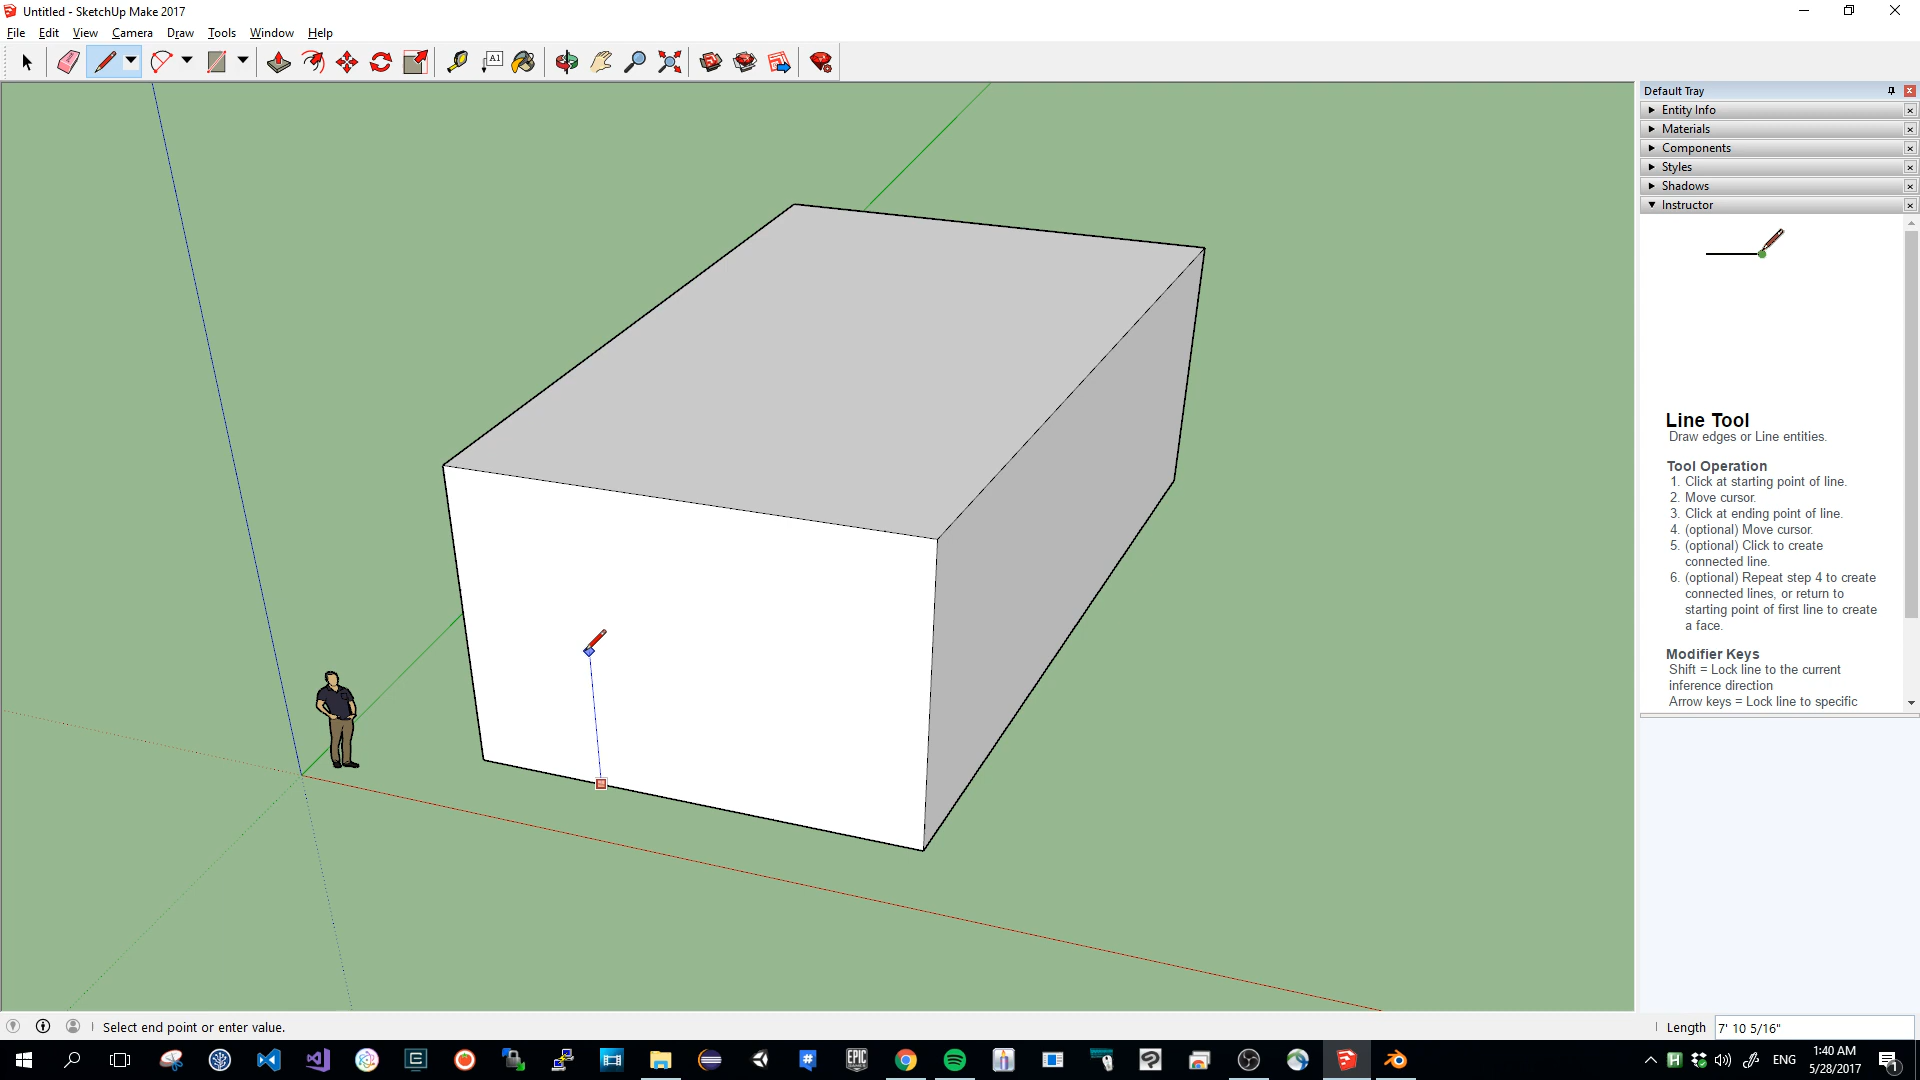 Untitled - SketchUp Make 2017
File Edit View Camera Draw Tools Window Help
A1
Default Tray
Entity Info
Materials
Components
Styles
Shadows
Instructor
Line Tool
Draw edges or Line entities.
Tool Operation
1. Click at starting point of line.
2. Move cursor.
3. Click at ending point of line.
4. (optional) Move cursor.
5. (optional) Click to create
connected line.
6. (optional) Repeat step 4 to create
connected lines, or return to
starting point of first line to create
a face.
Modifier Keys
Shift = Lock line to the current
inference direction
Arrow keys = Lock line to specific
Select end point or enter value.
Length 7' 10 5/16"
EPIC
ENG
1:40 AM
5/28/2017
1